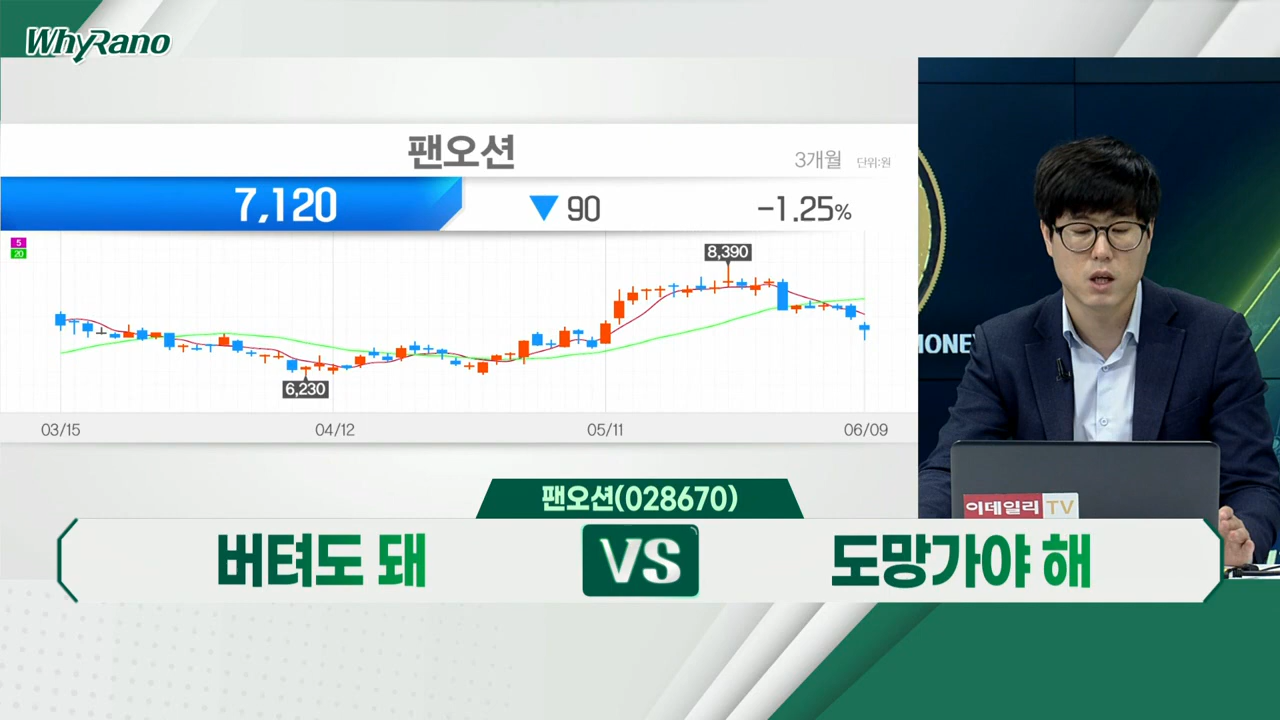 WhyRano
팬오션
3개월 단위:원
7,120 ▼90 -1.25%
5
20
8,390
6,230
03/15 04/12 05/11 06/09
MONEY
이데일리TV
팬오션(028670)
버텨도 돼 VS 도망가야 해